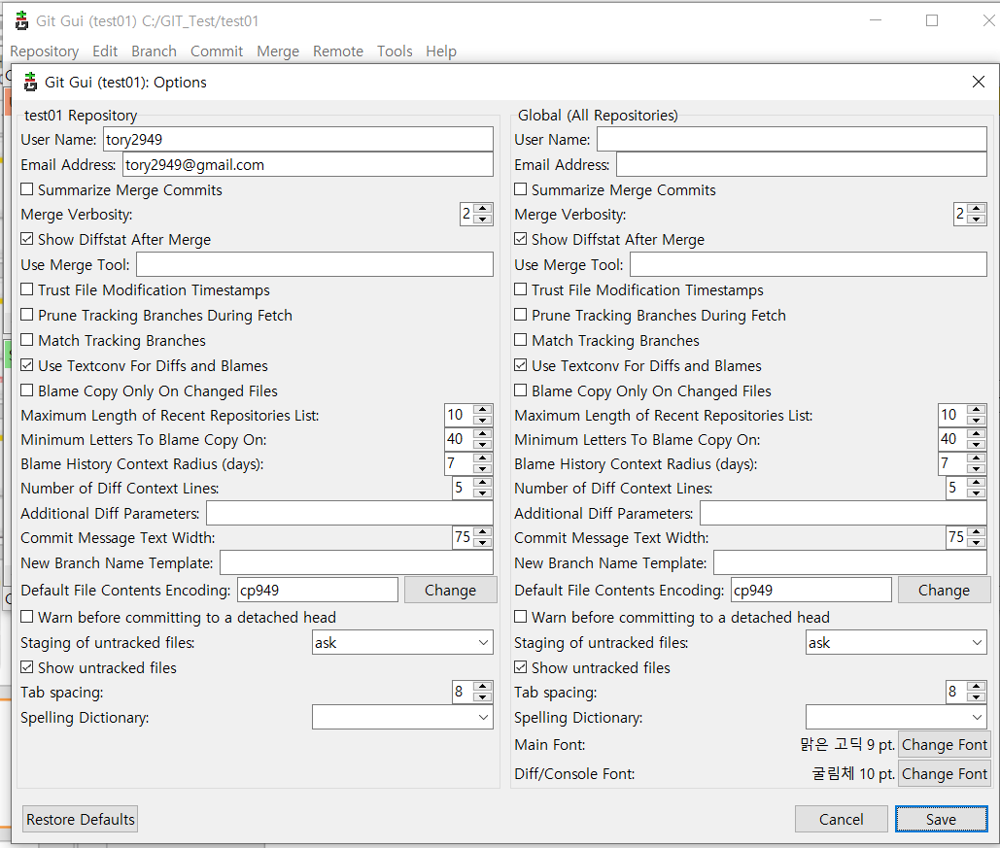 Git Gui (test01) C:/GIT_Test/test01
Repository Edit Branch Commit Merge Remote Tools Help
Git Gui (test01): Options
test01 Repository
User Name: tory2949
Email Address: tory2949@gmail.com
Summarize Merge Commits
Merge Verbosity: 2
Show Diffstat After Merge
Use Merge Tool:
Trust File Modification Timestamps
Prune Tracking Branches During Fetch
Match Tracking Branches
Use Textconv For Diffs and Blames
Blame Copy Only On Changed Files
Maximum Length of Recent Repositories List: 10
Minimum Letters To Blame Copy On: 40
Blame History Context Radius (days): 7
Number of Diff Context Lines: 5
Additional Diff Parameters:
Commit Message Text Width: 75
New Branch Name Template:
Default File Contents Encoding: cp949 Change
Warn before committing to a detached head
Staging of untracked files: ask
Show untracked files
Tab spacing: 8
Spelling Dictionary:
Global (All Repositories)
User Name:
Email Address:
Summarize Merge Commits
Merge Verbosity: 2
Show Diffstat After Merge
Use Merge Tool:
Trust File Modification Timestamps
Prune Tracking Branches During Fetch
Match Tracking Branches
Use Textconv For Diffs and Blames
Blame Copy Only On Changed Files
Maximum Length of Recent Repositories List: 10
Minimum Letters To Blame Copy On: 40
Blame History Context Radius (days): 7
Number of Diff Context Lines: 5
Additional Diff Parameters:
Commit Message Text Width: 75
New Branch Name Template:
Default File Contents Encoding: cp949 Change
Warn before committing to a detached head
Staging of untracked files: ask
Show untracked files
Tab spacing: 8
Spelling Dictionary:
Main Font: 맑은 고딕 9 pt. Change Font
Diff/Console Font: 굴림체 10 pt. Change Font
Restore Defaults Cancel Save